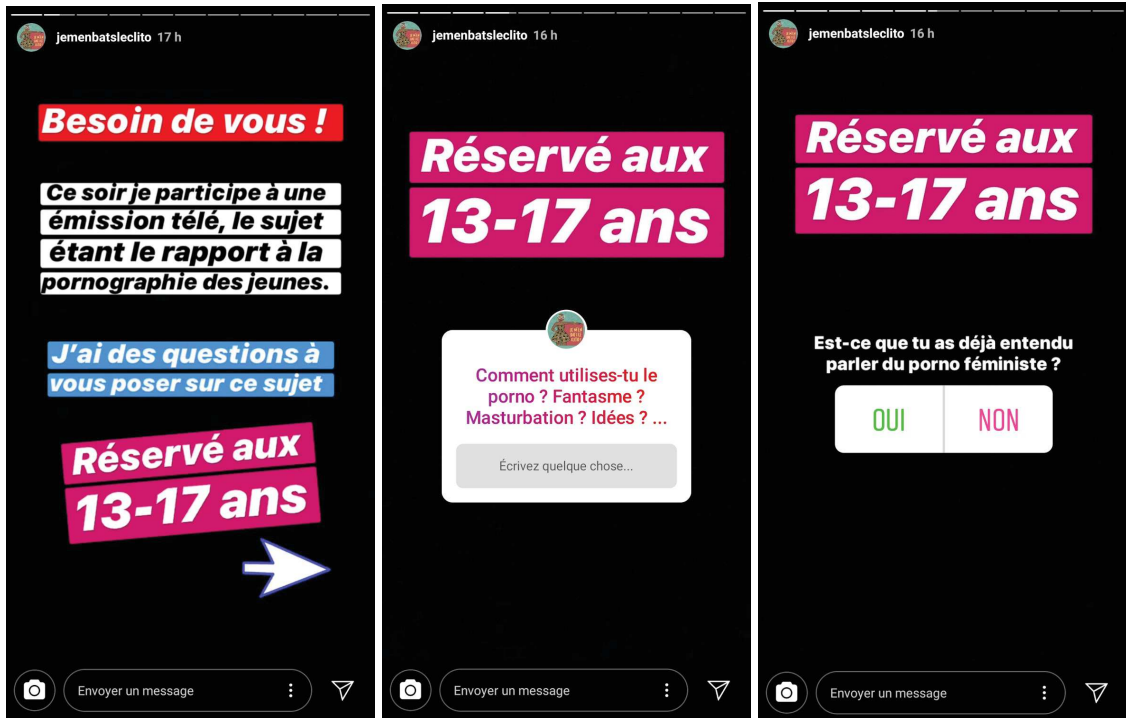 jemenbatsleclito 17 h
Besoin de vous !
Ce soir je participe à une
émission télé, le sujet
étant le rapport à la
pornographie des jeunes.
J'ai des questions à
vous poser sur ce sujet
Réservé aux
13-17 ans
Envoyer un message
jemenbatsleclito 16 h
Réservé aux
13-17 ans
Comment utilises-tu le
porno ? Fantasme ?
Masturbation ? Idées ? ...
Écrivez quelque chose...
Envoyer un message
jemenbatsleclito 16 h
Réservé aux
13-17 ans
Est-ce que tu as déjà entendu
parler du porno féministe ?
OUI NON
Envoyer un message